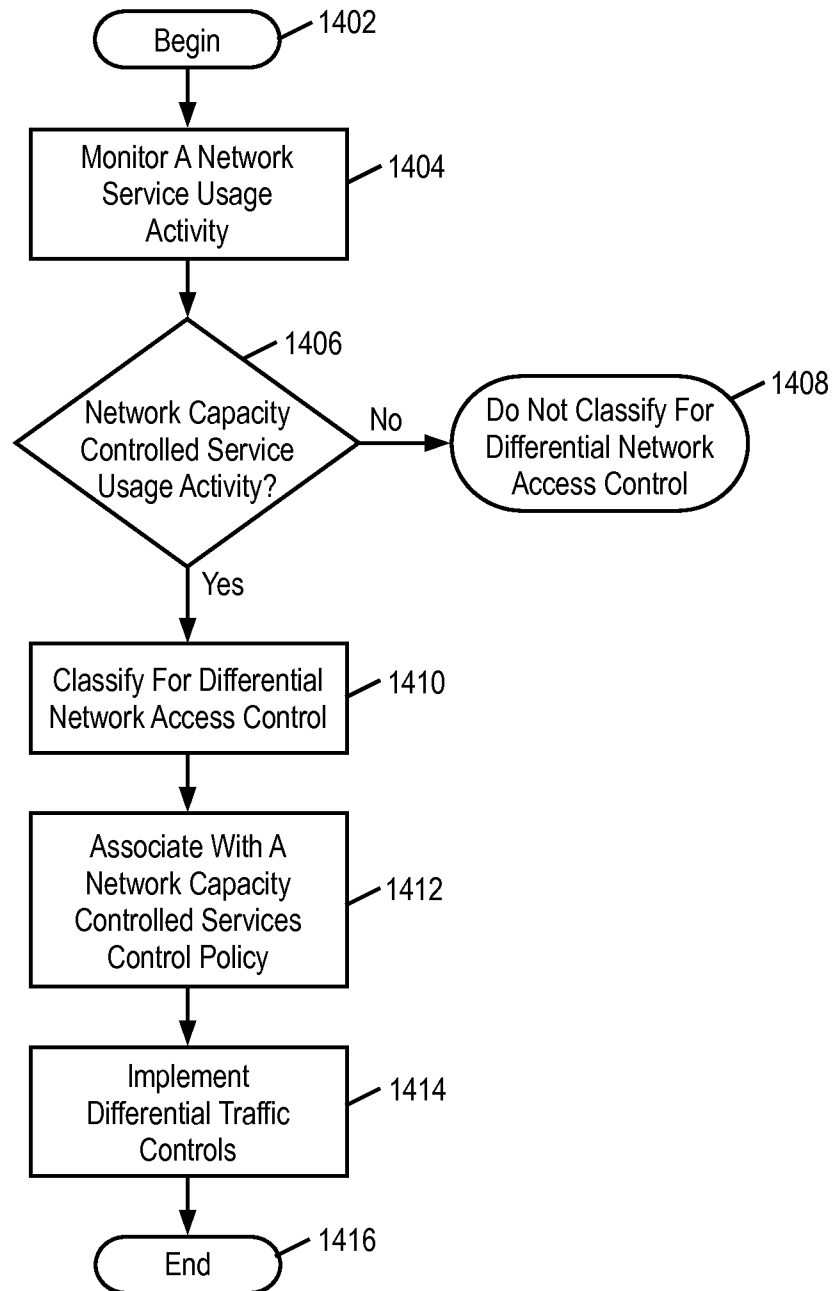 Begin
1402
Monitor A Network
Service Usage
Activity
1404
1406
Network Capacity
Controlled Service
Usage Activity?
No
1408
Do Not Classify For
Differential Network
Access Control
Yes
Classify For Differential
Network Access Control
1410
Associate With A
Network Capacity
Controlled Services
Control Policy
1412
Implement
Differential Traffic
Controls
1414
End
1416